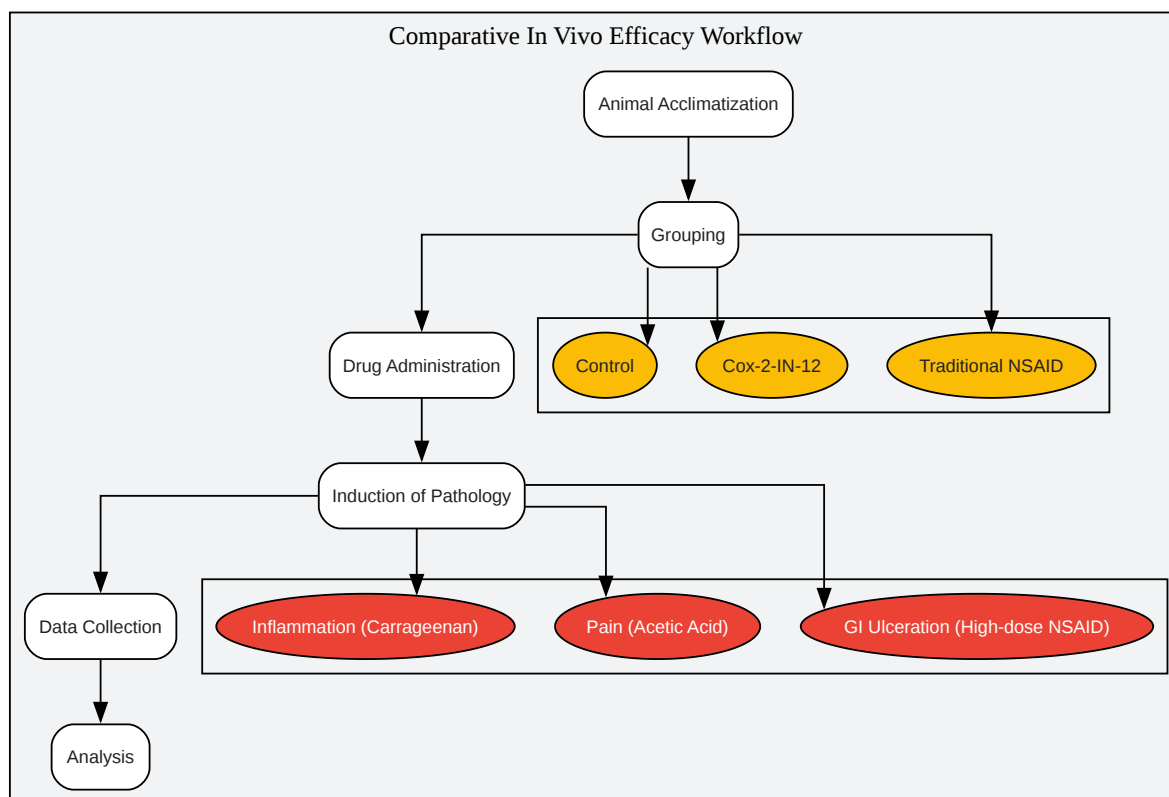 Comparative In Vivo Efficacy Workflow
Animal Acclimatization
Grouping
Drug Administration
Control
Cox-2-IN-12
Traditional NSAID
Induction of Pathology
Data Collection
Inflammation (Carrageenan)
Pain (Acetic Acid)
GI Ulceration (High-dose NSAID)
Analysis